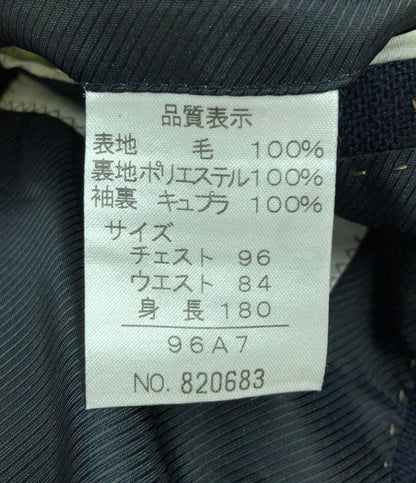 品質表示
表地 毛 100%
裏地ポリエステル100%
袖裏 キュプラ 100%
サイズ
チェスト 96
ウエスト 84
身長 180
96A7
NO. 820683